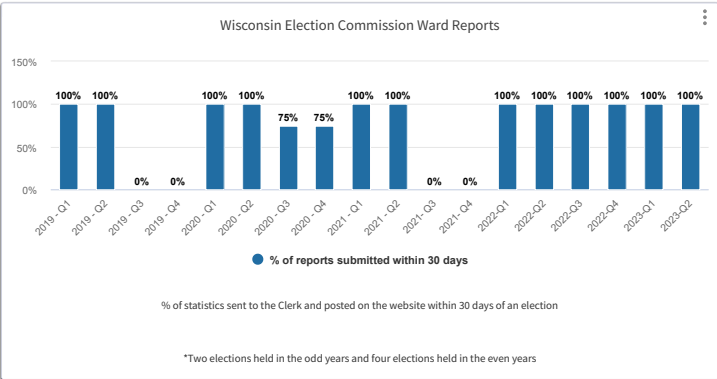 Wisconsin Election Commission Ward Reports
150%
100%
50%
0%
100% 100% 0% 0% 100% 100% 75% 75% 100% 100% 0% 0% 100% 100% 100% 100% 100% 100%
2019 - Q1 2019 - Q2 2019 - Q3 2019 - Q4 2020 - Q1 2020 - Q2 2020 - Q3 2020 - Q4 2021 - Q1 2021 - Q2 2021 -Q3 2021 -Q4 2022-Q1 2022-Q2 2022-Q3 2022-Q4 2023-Q1 2023-Q2
% of reports submitted within 30 days
% of statistics sent to the Clerk and posted on the website within 30 days of an election
*Two elections held in the odd years and four elections held in the even years